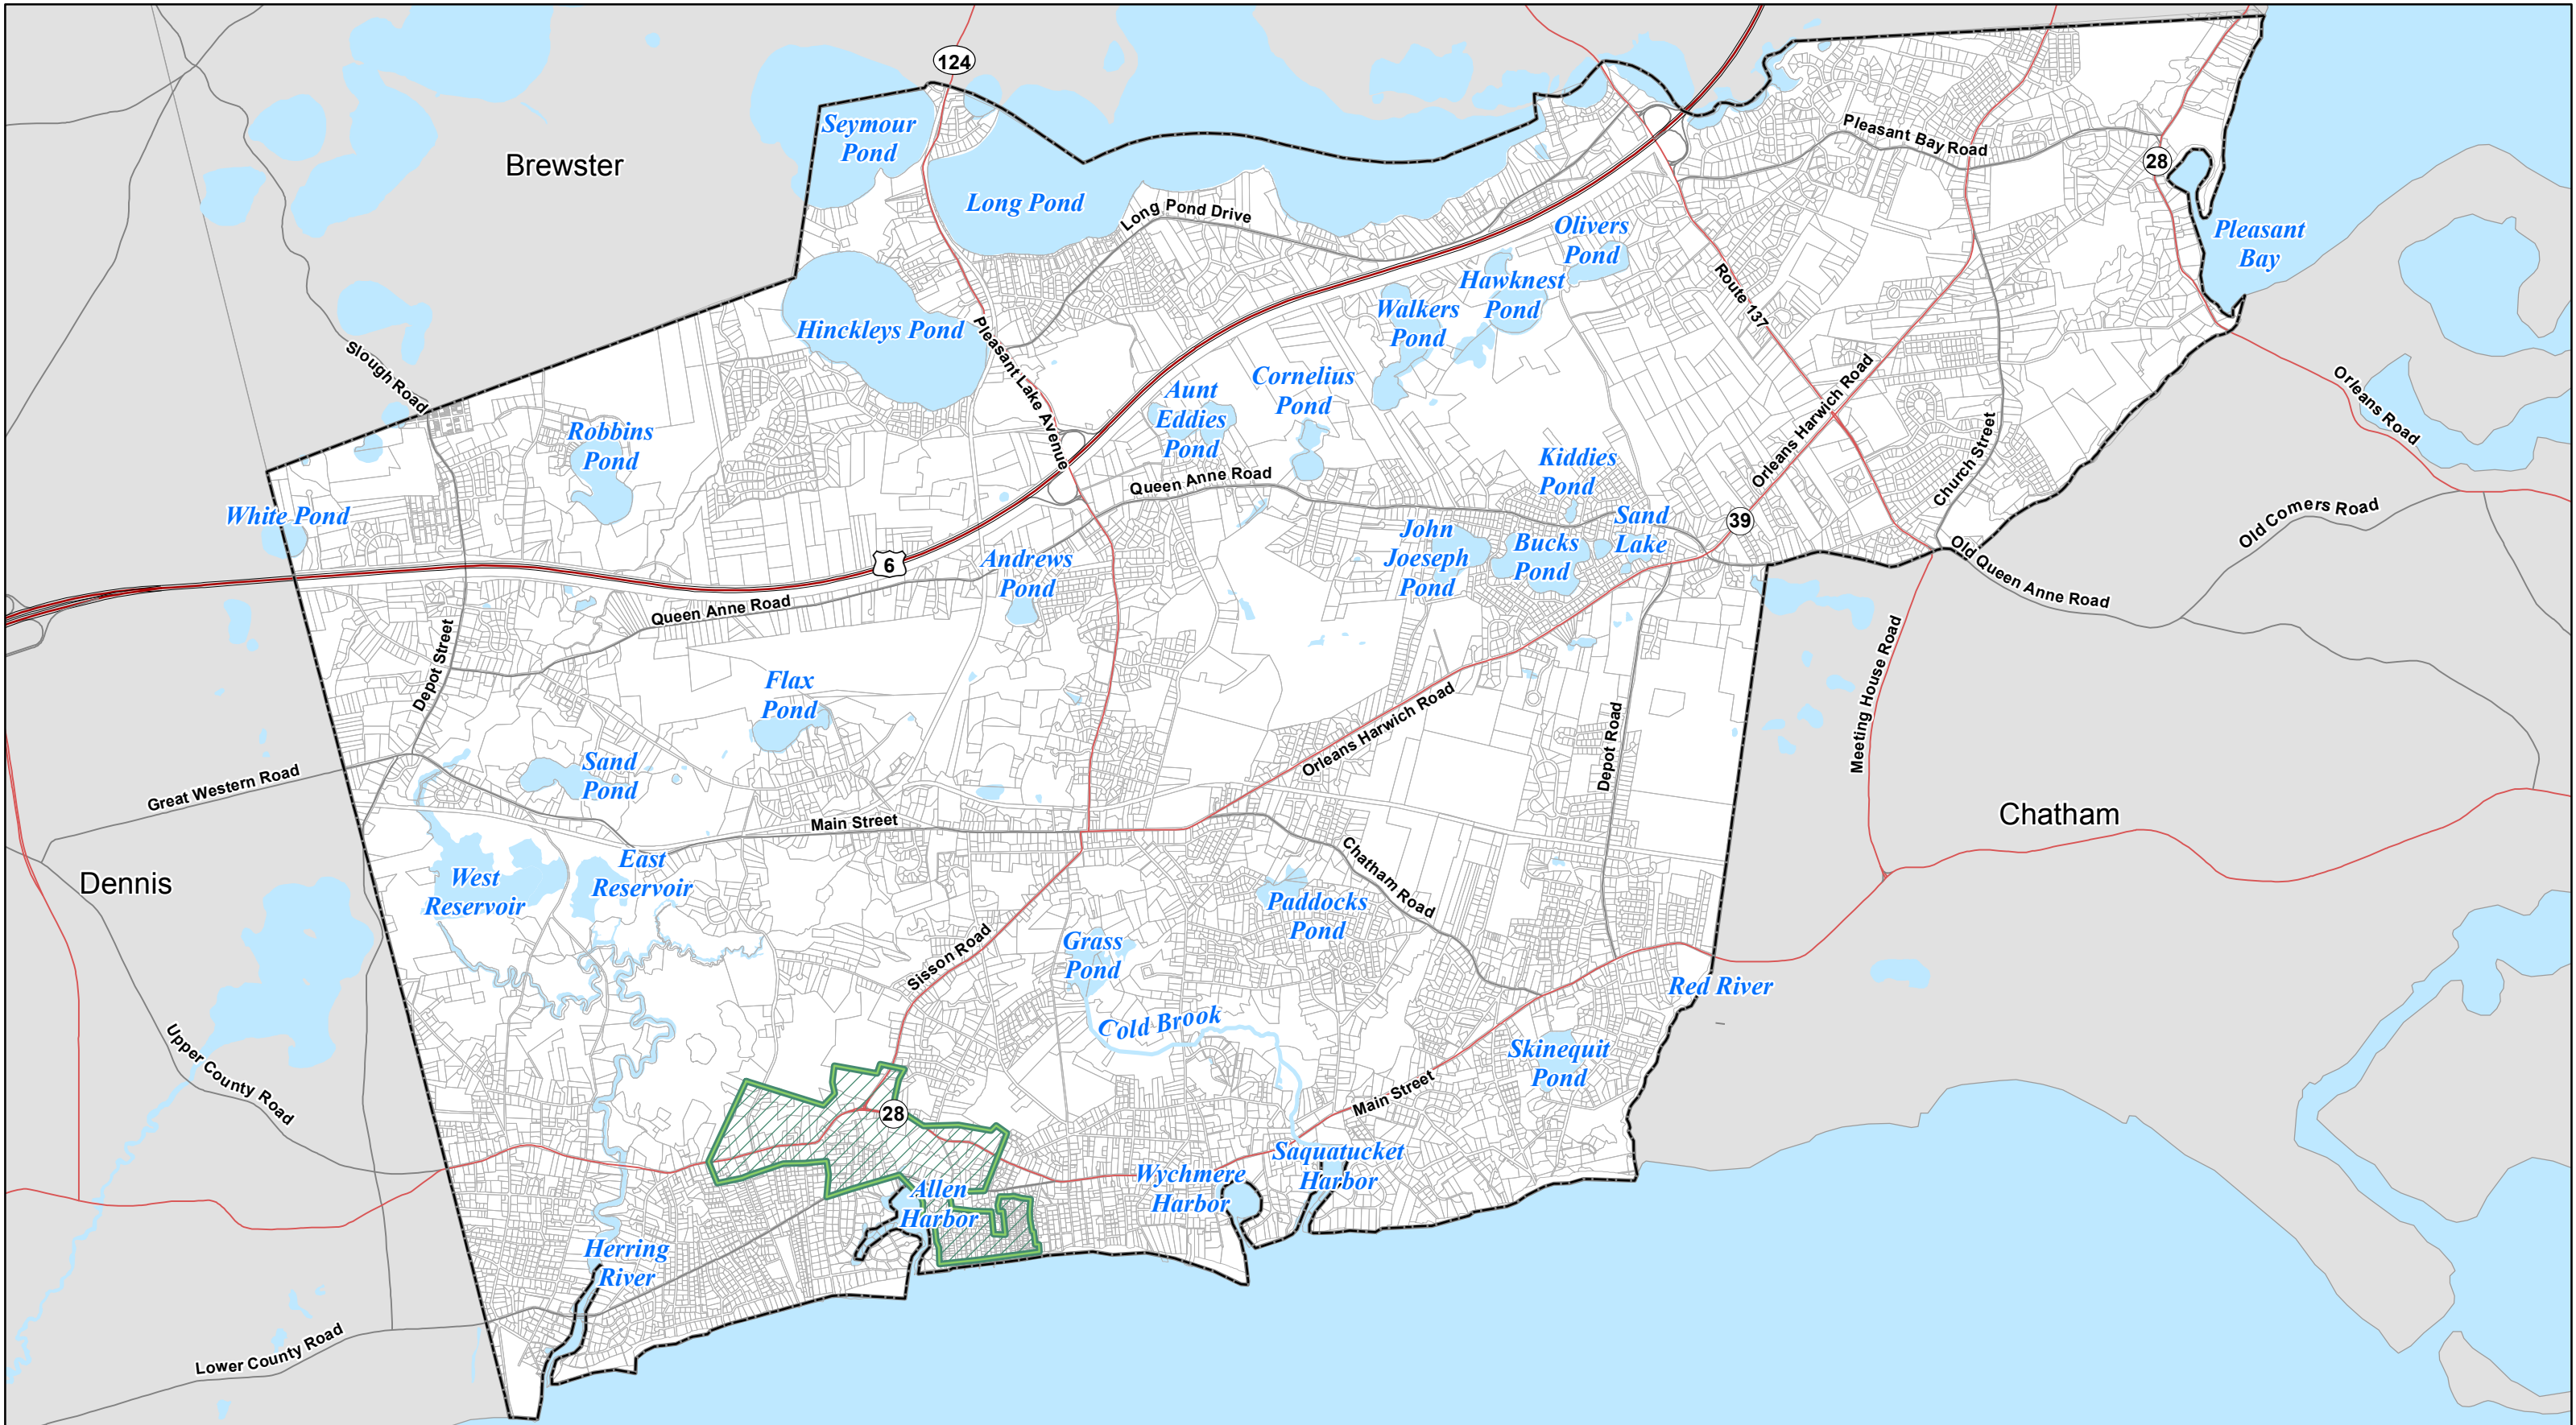 124
Seymour
Pond
Brewster
Pleasant Bay Road
28
Long Pond
Long Pond Drive
Olivers
Pond
Pleasant
Bay
Hawknest
Pond
Route 137
Walkers
Pond
Hinckleys Pond
Pleasant Lake Avenue
Slough Road
Aunt
Eddies
Pond
Cornelius
Pond
Orleans Harwich Road
Orleans Road
Robbins
Pond
Church Street
Kiddies
Pond
Queen Anne Road
White Pond
Sand
Lake
39
John
Joeseph
Pond
Bucks
Pond
Old Comers Road
6
Andrews
Pond
Old Queen Anne Road
Queen Anne Road
Depot Street
Meeting House Road
Flax
Pond
Orleans Harwich Road
Depot Road
Sand
Pond
Great Western Road
Chatham
Main Street
East
Reservoir
Chatham Road
Dennis
West
Reservoir
Paddocks
Pond
Grass
Pond
Sisson Road
Red River
Cold Brook
Upper County Road
Skinequit
Pond
Main Street
28
Saquatucket
Harbor
Wychmere
Harbor
Allen
Harbor
Herring
River
Lower County Road